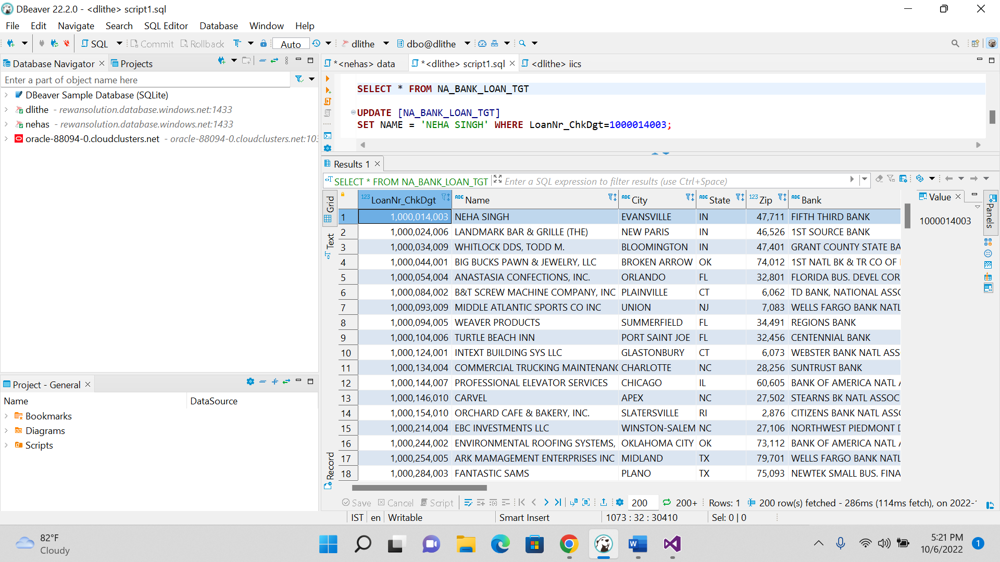 DBeaver 22.2.0 - <dlithe> script1.sql
File Edit Navigate Search SQL Editor Database Window Help
SQL Commit Rollback Auto dlithe dbo@dlithe
Database Navigator Projects
Enter a part of object name here
DBeaver Sample Database (SQLite)
dlithe - rewansolution.database.windows.net:1433
nehas - rewansolution.database.windows.net:1433
oracle-88094-0.cloudclusters.net - oracle-88094-0.cloudclusters.net:103
Project - General
Name DataSource
Bookmarks
Diagrams
Scripts
*<nehas> data *<dlithe> script1.sql <dlithe> iics
SELECT * FROM NA_BANK_LOAN_TGT
UPDATE [NA_BANK_LOAN_TGT]
SET NAME = 'NEHA SINGH' WHERE LoanNr_ChkDgt=1000014003;
Results 1
SELECT * FROM NA_BANK_LOAN_TGT Enter a SQL expression to filter results (use Ctrl+Space)
Grid
Text
Record
123 LoanNr_ChkDgt ABC Name ABC City ABC State 123 Zip ABC Bank
1 1,000,014,003 NEHA SINGH EVANSVILLE IN 47,711 FIFTH THIRD BANK
2 1,000,024,006 LANDMARK BAR & GRILLE (THE) NEW PARIS IN 46,526 1ST SOURCE BANK
3 1,000,034,009 WHITLOCK DDS, TODD M. BLOOMINGTON IN 47,401 GRANT COUNTY STATE BA
4 1,000,044,001 BIG BUCKS PAWN & JEWELRY, LLC BROKEN ARROW OK 74,012 1ST NATL BK & TR CO OF
5 1,000,054,004 ANASTASIA CONFECTIONS, INC. ORLANDO FL 32,801 FLORIDA BUS. DEVEL COR
6 1,000,084,002 B&T SCREW MACHINE COMPANY, INC PLAINVILLE CT 6,062 TD BANK, NATIONAL ASSO
7 1,000,093,009 MIDDLE ATLANTIC SPORTS CO INC UNION NJ 7,083 WELLS FARGO BANK NATL
8 1,000,094,005 WEAVER PRODUCTS SUMMERFIELD FL 34,491 REGIONS BANK
9 1,000,104,006 TURTLE BEACH INN PORT SAINT JOE FL 32,456 CENTENNIAL BANK
10 1,000,124,001 INTEXT BUILDING SYS LLC GLASTONBURY CT 6,073 WEBSTER BANK NATL ASS
11 1,000,134,004 COMMERCIAL TRUCKING MAINTENANC CHARLOTTE NC 28,256 SUNTRUST BANK
12 1,000,144,007 PROFESSIONAL ELEVATOR SERVICES CHICAGO IL 60,605 BANK OF AMERICA NATL A
13 1,000,146,010 CARVEL APEX NC 27,502 STEARNS BK NATL ASSOC
14 1,000,154,010 ORCHARD CAFE & BAKERY, INC. SLATERSVILLE RI 2,876 CITIZENS BANK NATL ASSO
15 1,000,214,004 EBC INVESTMENTS LLC WINSTON-SALEM NC 27,106 NORTHWEST PIEDMONT D
16 1,000,244,002 ENVIRONMENTAL ROOFING SYSTEMS, OKLAHOMA CITY OK 73,112 BANK OF AMERICA NATL A
17 1,000,254,005 ARK MAMAGEMENT ENTERPRISES INC MIDLAND TX 79,701 WELLS FARGO BANK NATL
18 1,000,284,003 FANTASTIC SAMS PLANO TX 75,093 NEWTEK SMALL BUS. FINA
Value
1000014003
Panels
Save Cancel Script 200 200+ Rows: 1 200 row(s) fetched - 286ms (114ms fetch), on 2022-
IST en Writable Smart Insert 1073 : 32 : 30410 Sel: 0 | 0
82°F
Cloudy
5:21 PM
10/6/2022
1